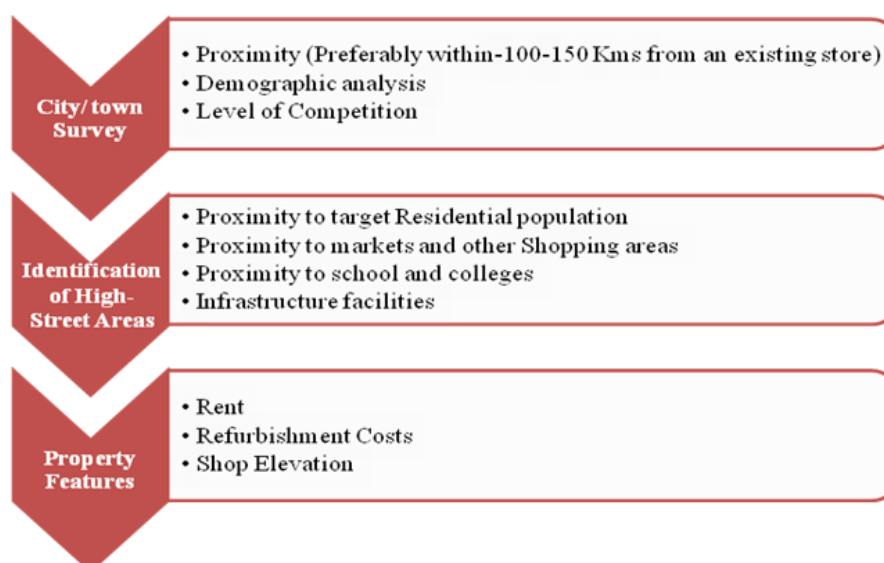 City/ town
Survey
• Proximity (Preferably within-100-150 Kms from an existing store)
• Demographic analysis
• Level of Competition
Identification
of High-
Street Areas
• Proximity to target Residential population
• Proximity to markets and other Shopping areas
• Proximity to school and colleges
• Infrastructure facilities
Property
Features
• Rent
• Refurbishment Costs
• Shop Elevation